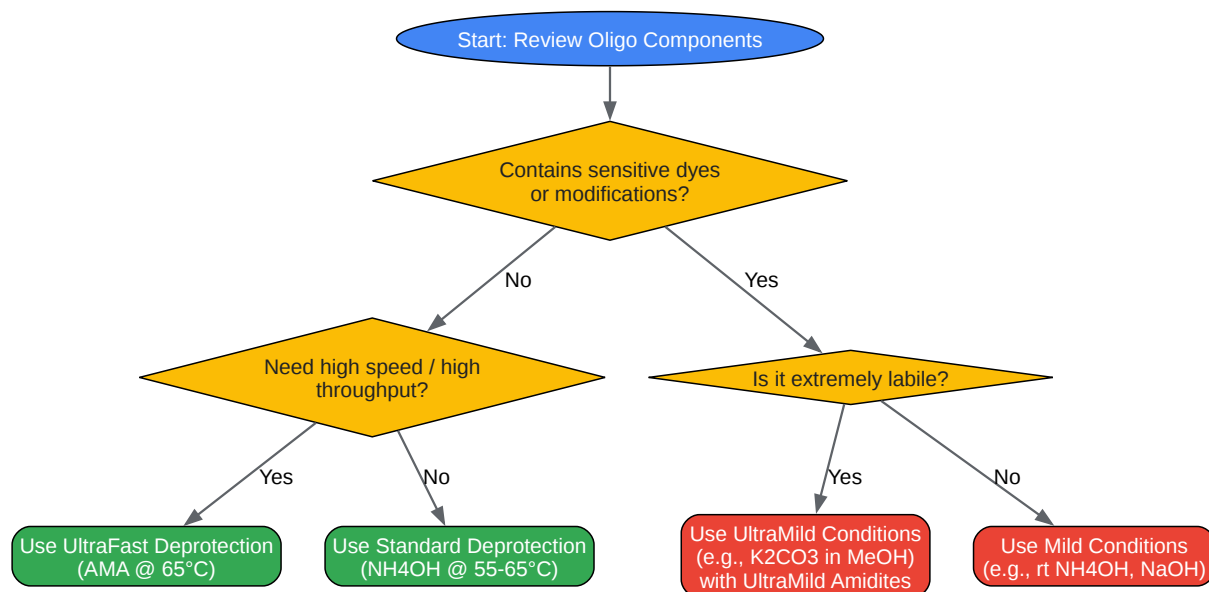 Start: Review Oligo Components
Contains sensitive dyes
or modifications?
No
Yes
Need high speed / high
throughput?
Is it extremely labile?
Yes
No
Yes
No
Use UltraFast Deprotection
(AMA @ 65°C)
Use Standard Deprotection
(NH4OH @ 55-65°C)
Use UltraMild Conditions
(e.g., K2CO3 in MeOH)
with UltraMild Amidites
Use Mild Conditions
(e.g., rt NH4OH, NaOH)